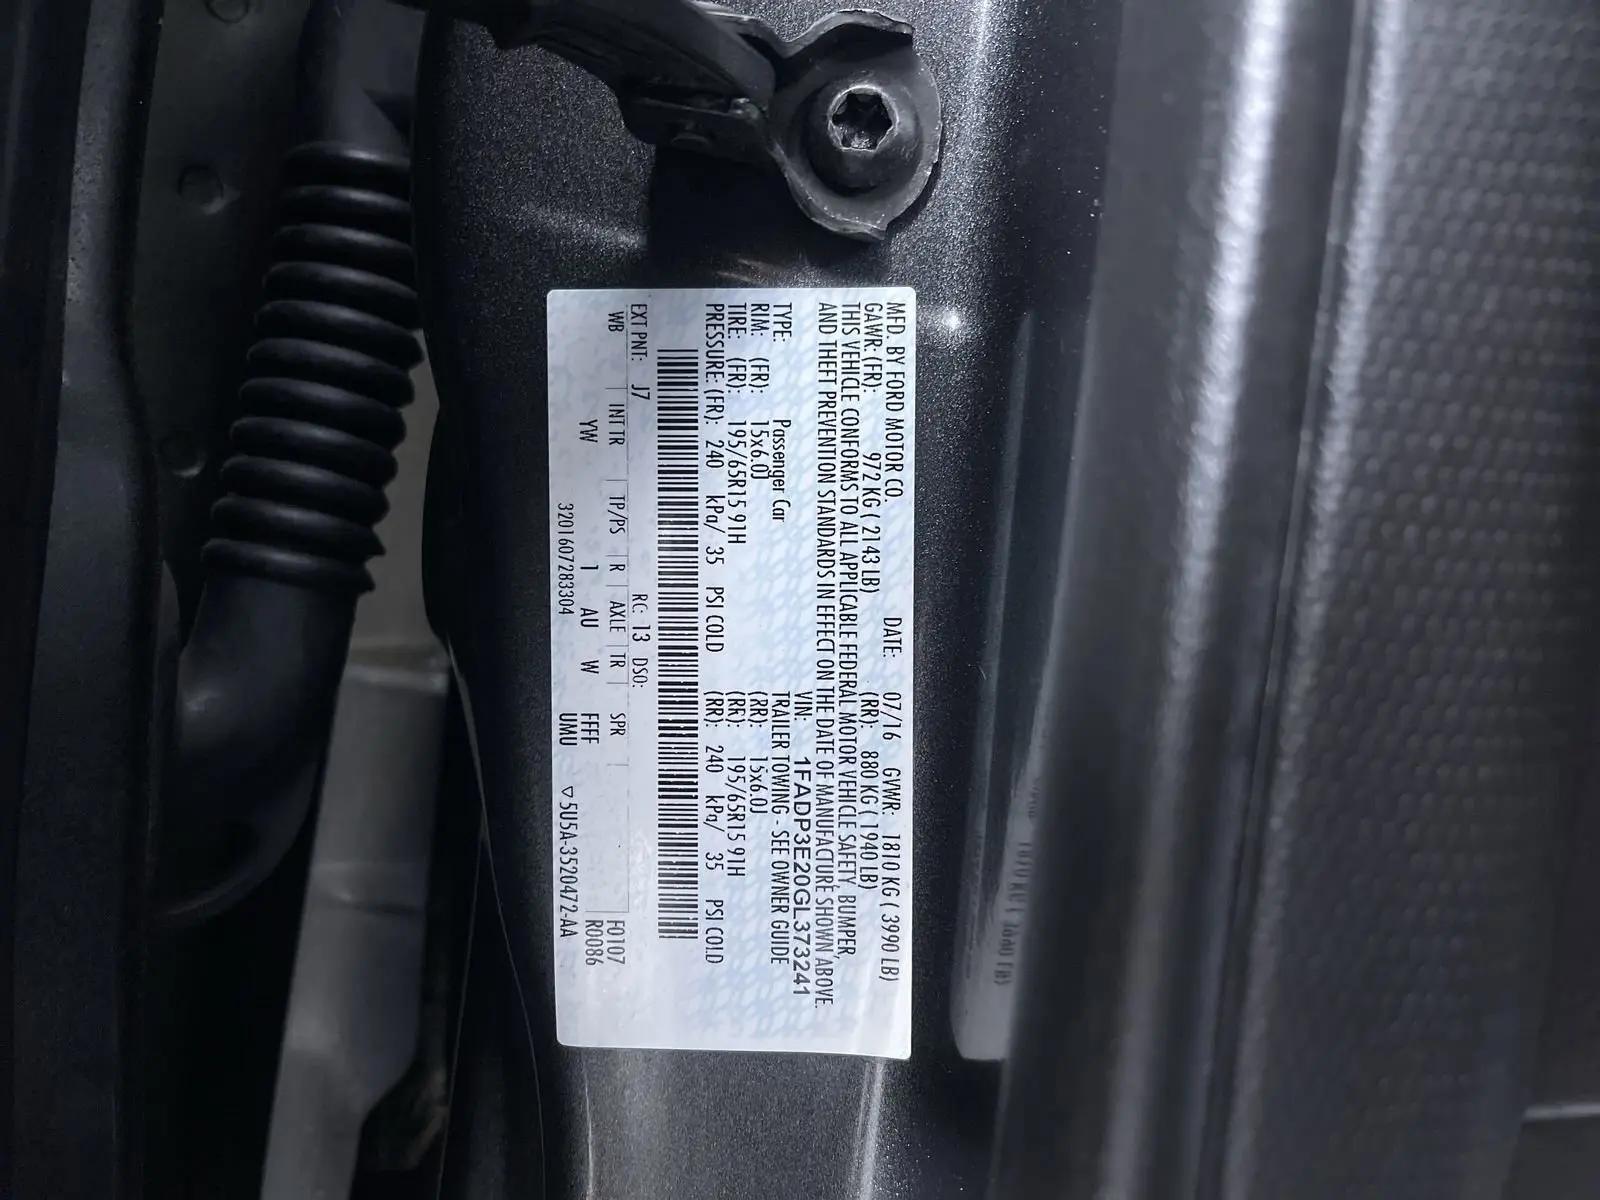 MFD. BY FORD MOTOR CO. DATE: 07/16 GVWR: 1810 KG ( 3990 LB)
GAWR: (FR): 972 KG ( 2143 LB) (RR): 880 KG ( 1940 LB)
THIS VEHICLE CONFORMS TO ALL APPLICABLE FEDERAL MOTOR VEHICLE SAFETY, BUMPER,
AND THEFT PREVENTION STANDARDS IN EFFECT ON THE DATE OF MANUFACTURE SHOWN ABOVE.
VIN: 1FADP3E20GL373241
TYPE: Passenger Car TRAILER TOWING - SEE OWNER GUIDE
RIM: (FR): 15x6.0J (RR): 15x6.0J
TIRE: (FR): 195/65R15 91H (RR): 195/65R15 91H
PRESSURE: (FR): 240 kPa/ 35 PSI COLD (RR): 240 kPa/ 35 PSI COLD
EXT PNT: J7 RC: 13 DSO:
WB INT TR TP/PS R AXLE TR SPR F0107
YW 1 AU W FFFF R0086
3201607283304 UMU ▽5U5A-3520472-AA